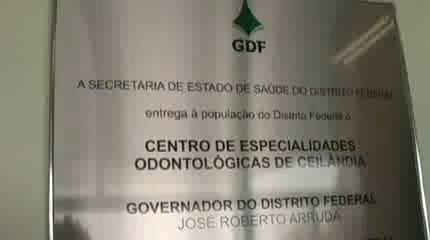 GDF
A SECRETARIA DE ESTADO DE SAÚDE DO DISTRITO FEDERAL
entrega à população do Distrito Federal o
CENTRO DE ESPECIALIDADES
ODONTOLÓGICAS DE CEILÂNDIA
GOVERNADOR DO DISTRITO FEDERAL
JOSÉ ROBERTO ARRUDA